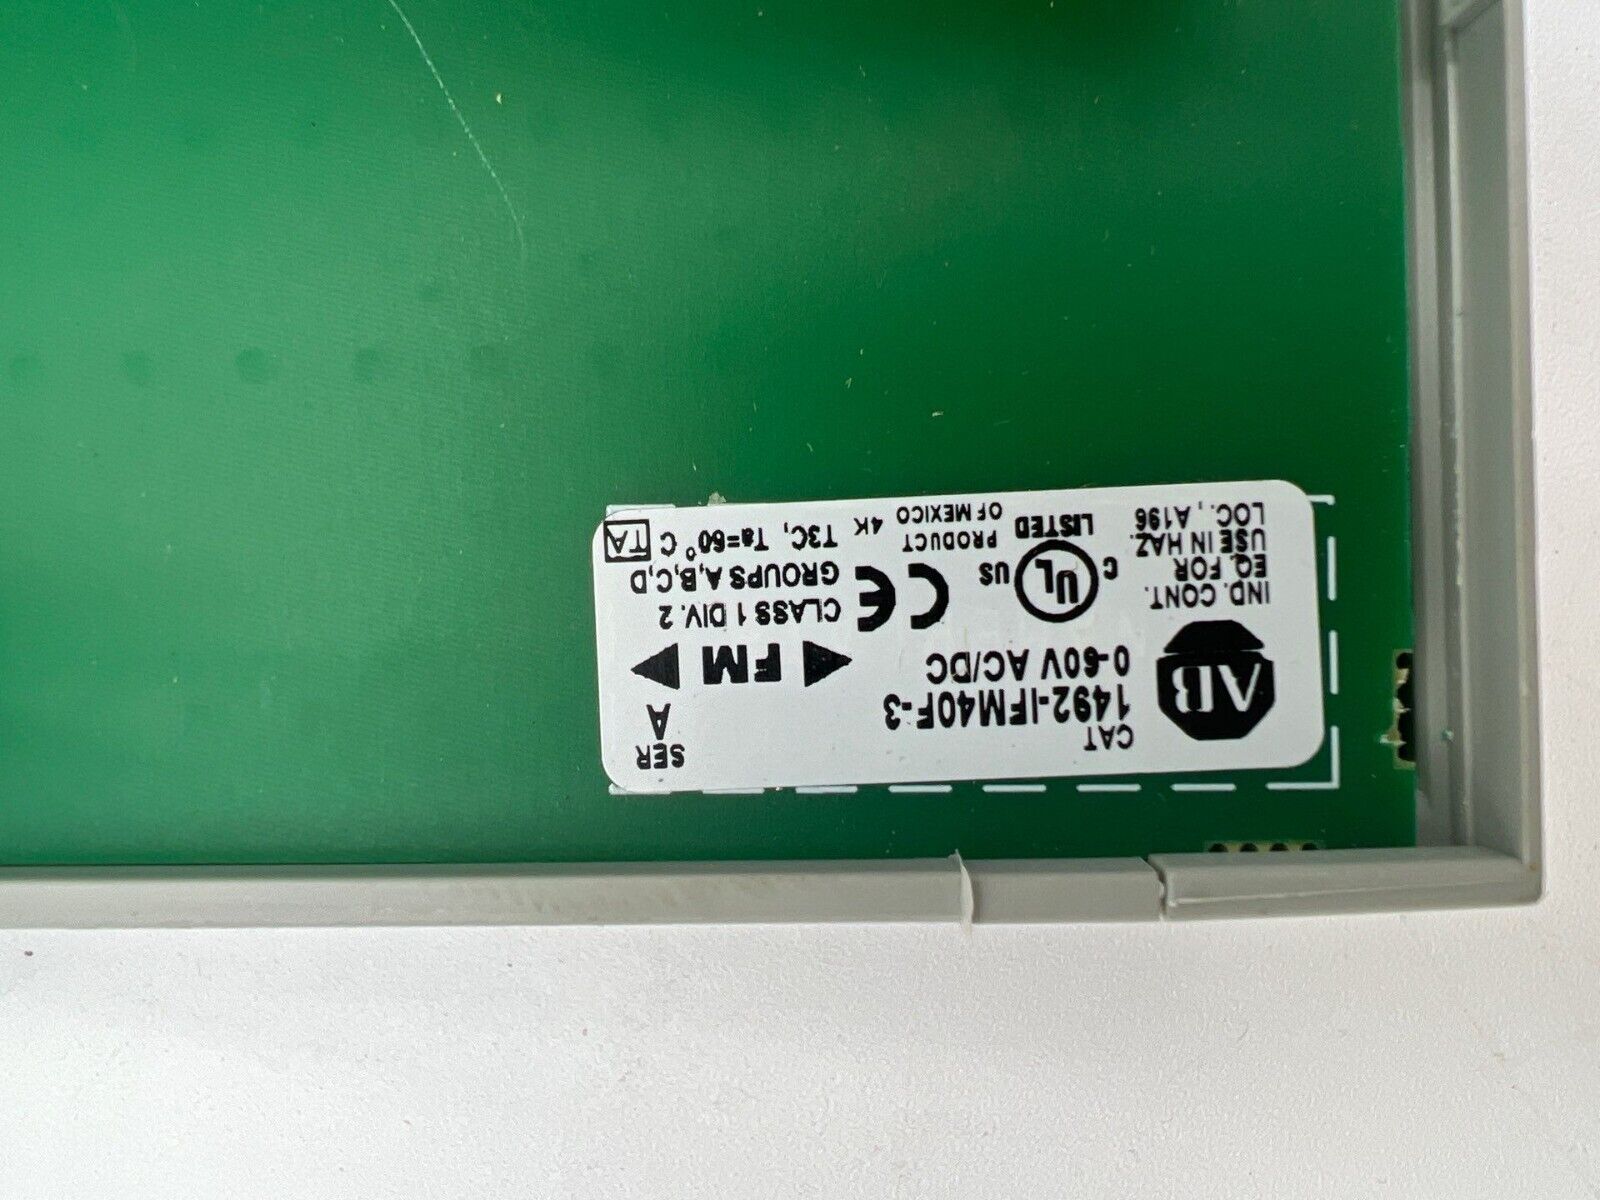 AB
CAT
1492-IFM40F-3
0-60V AC/DC
SER
A
FM
IND. CONT.
EQ. FOR
USE IN HAZ.
LOC., A196
C UL US
LISTED
CE
PRODUCT
OF MEXICO
4K
CLASS 1 DIV. 2
GROUPS A,B,C,D
T3C, Ta=60° C
TA